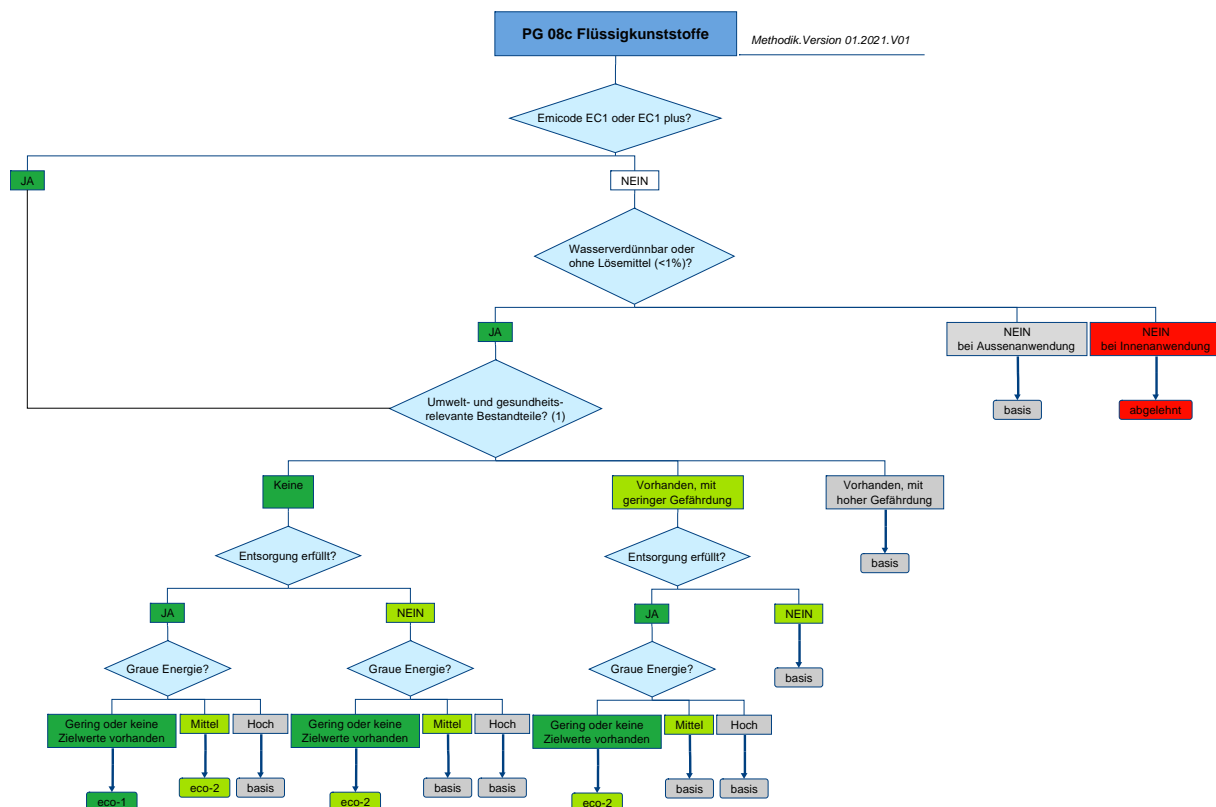 PG 08c Flüssigkunststoffe
Methodik.Version 01.2021.V01
Emicode EC1 oder EC1 plus?
JA
NEIN
Wasserverdünnbar oder
ohne Lösemittel (<1%)?
JA
NEIN
bei Aussenanwendung
NEIN
bei Innenanwendung
Umwelt- und gesundheits-
relevante Bestandteile? (1)
basis
abgelehnt
Keine
Vorhanden, mit
geringer Gefährdung
Vorhanden, mit
hoher Gefährdung
Entsorgung erfüllt?
Entsorgung erfüllt?
basis
JA
NEIN
JA
NEIN
Graue Energie?
Graue Energie?
Graue Energie?
basis
Gering oder keine
Zielwerte vorhanden
Mittel
Hoch
Gering oder keine
Zielwerte vorhanden
Mittel
Hoch
Gering oder keine
Zielwerte vorhanden
Mittel
Hoch
eco-1
eco-2
basis
eco-2
basis
basis
eco-2
basis
basis